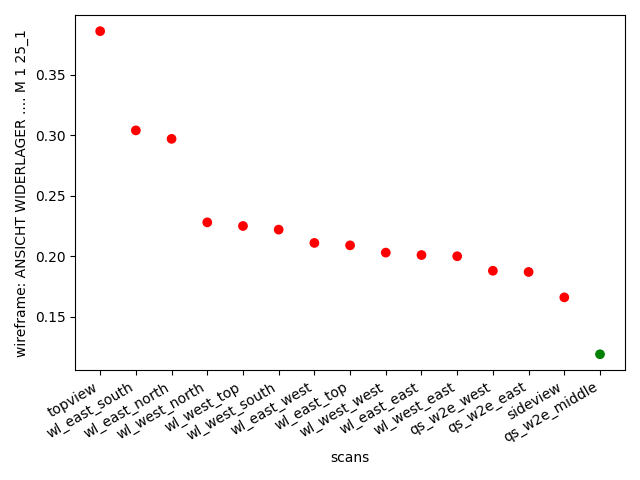 wireframe: ANSICHT WIDERLAGER .... M 1 25_1
0.35
0.30
0.25
0.20
0.15
topview
wl_east_south
wl_east_north
wl_west_north
wl_west_top
wl_west_south
wl_east_west
wl_east_top
wl_west_west
wl_east_east
wl_west_east
qs_w2e_west
qs_w2e_east
sideview
qs_w2e_middle
scans